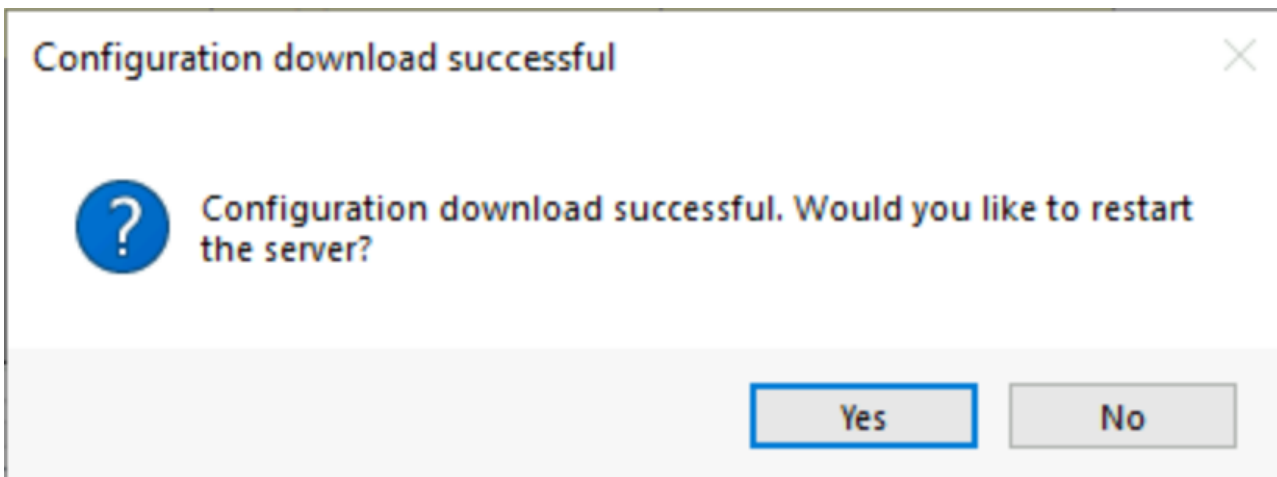 Configuration download successful
Configuration download successful. Would you like to restart
the server?
Yes
No